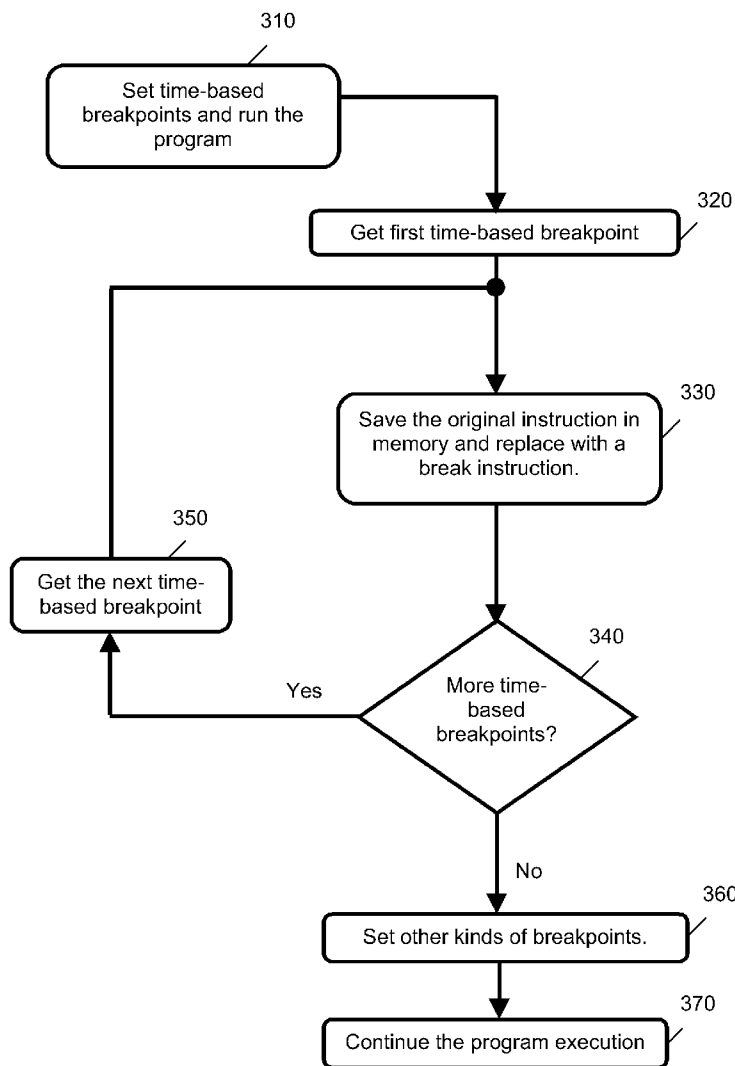 310
Set time-based
breakpoints and run the
program
320
Get first time-based breakpoint
330
Save the original instruction in
memory and replace with a
break instruction.
350
Get the next time-
based breakpoint
340
More time-
based
breakpoints?
Yes
No
360
Set other kinds of breakpoints.
370
Continue the program execution